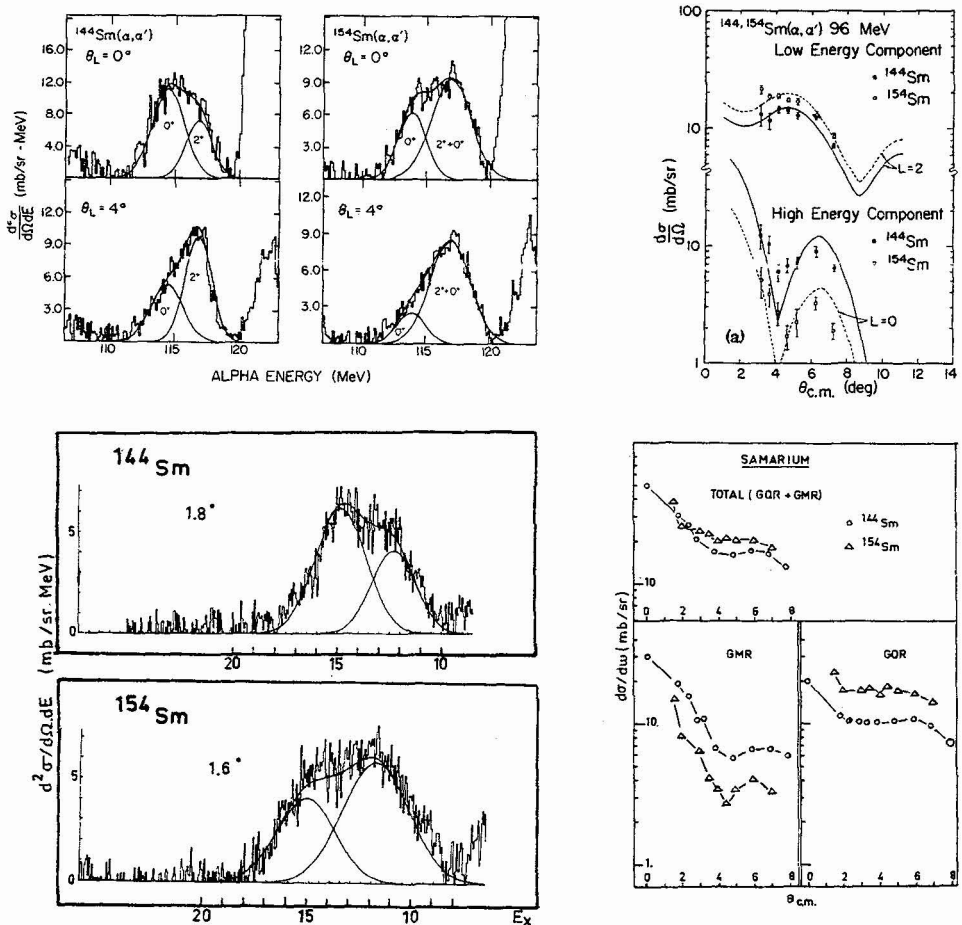 144Sm(α,α')
θL=0°
16.0
12.0
8.0
4.0
0+
2+
154Sm(α,α')
θL=0°
15.0
12.0
9.0
6.0
3.0
0+
2++0+
d²σ/dΩdE (mb/sr-MeV)
θL=4°
9.0
6.0
3.0
0+
2+
110
115
120
θL=4°
12.0
9.0
6.0
3.0
0+
2++0+
110
115
120
ALPHA ENERGY (MeV)
144,154Sm(α,α') 96 MeV
Low Energy Component
144Sm
154Sm
L=2
High Energy Component
144Sm
154Sm
L=0
(a)
100
10
10
1
dσ/dΩ (mb/sr)
0 2 4 6 8 10 12 14
θc.m. (deg)
144Sm
1.8°
5
0
20
15
10
154Sm
1.6°
5
0
20
15
10
Ex
d²σ/dΩ.dE (mb/sr.MeV)
SAMARIUM
TOTAL (GQR + GMR)
144Sm
154Sm
10
0 2 4 6 8
dσ/dω (mb/sr)
GMR
GQR
10
1.
0 2 4 6 8
0 2 4 6 8
θc.m.